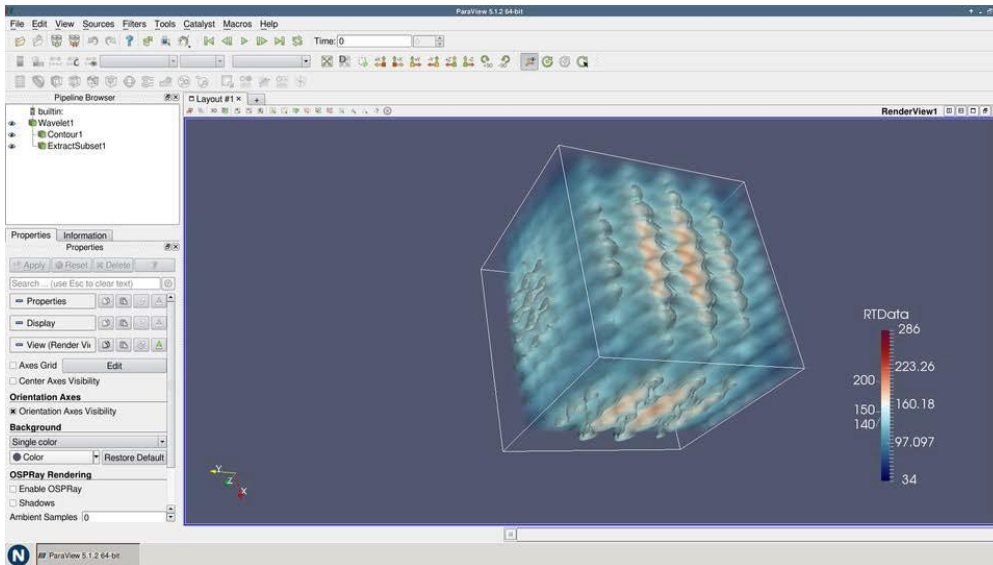 ParaView 5.1.2 64-bit
File Edit View Sources Filters Tools Catalyst Macros Help
Time: 0
0
Pipeline Browser
Layout #1
builtin:
RenderView1
Wavelet1
Contour1
ExtractSubset1
Properties Information
Properties
Apply Reset Delete ?
Search ... (use Esc to clear text)
Properties
Display
View (Render Vi
Axes Grid Edit
Center Axes Visibility
Orientation Axes
Orientation Axes Visibility
Background
Single color
Color Restore Default
OSPRay Rendering
Enable OSPRay
Shadows
Ambient Samples 0
Y
Z
X
RTData
286
223.26
200
160.18
150
140
97.097
34
N ParaView 5.1.2 64-bit